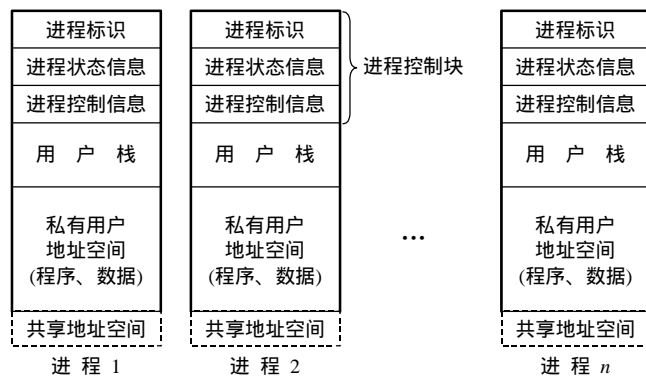 进程标识
进程状态信息
进程控制信息
用 户 栈
私有用户
地址空间
(程序、数据)
共享地址空间
进 程 1
进程标识
进程状态信息
进程控制信息
用 户 栈
私有用户
地址空间
(程序、数据)
共享地址空间
进 程 2
进程控制块
…
进程标识
进程状态信息
进程控制信息
用 户 栈
私有用户
地址空间
(程序、数据)
共享地址空间
进 程 n